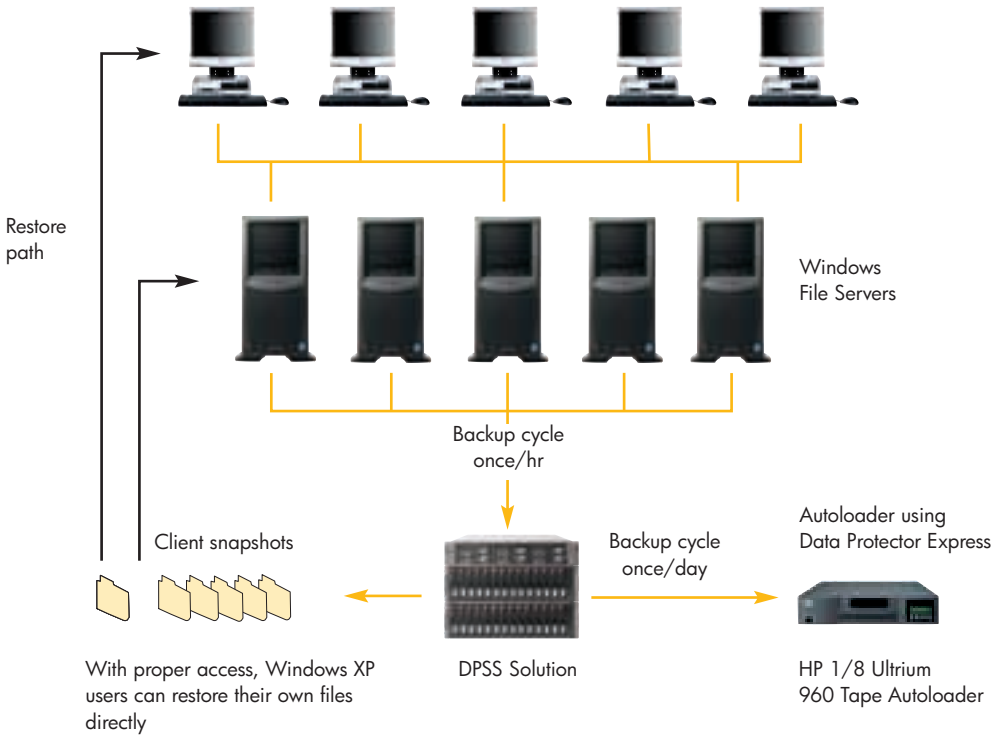 Restore
path
Windows
File Servers
Backup cycle
once/hr
Client snapshots
Backup cycle
once/day
Autoloader using
Data Protector Express
With proper access, Windows XP
users can restore their own files
directly
DPSS Solution
HP 1/8 Ultrium
960 Tape Autoloader